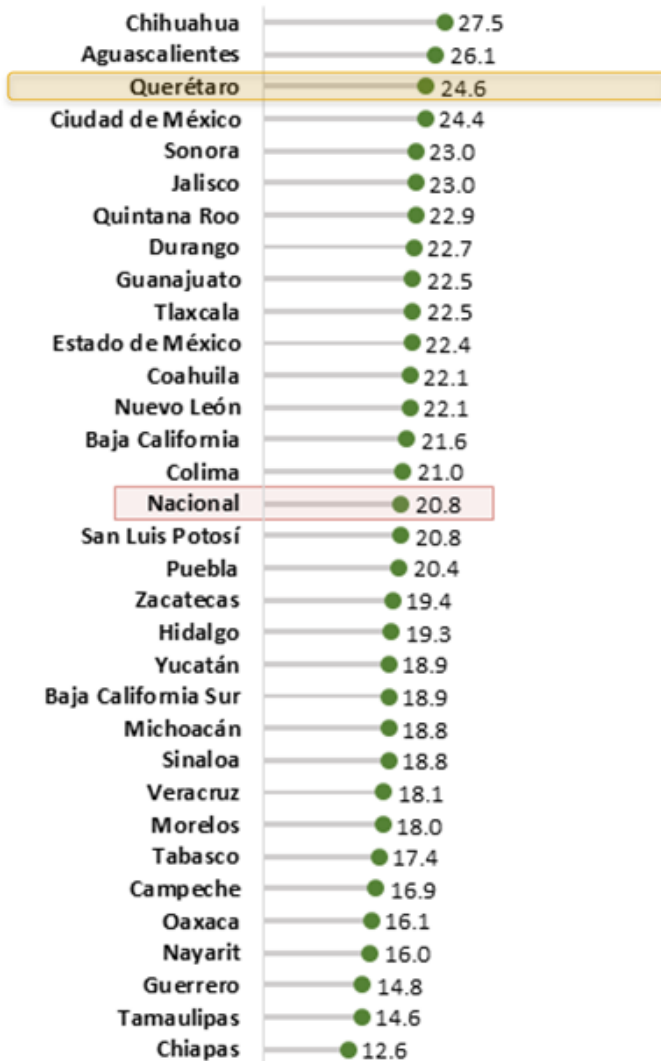 Chihuahua 27.5
Aguascalientes 26.1
Querétaro 24.6
Ciudad de México 24.4
Sonora 23.0
Jalisco 23.0
Quintana Roo 22.9
Durango 22.7
Guanajuato 22.5
Tlaxcala 22.5
Estado de México 22.4
Coahuila 22.1
Nuevo León 22.1
Baja California 21.6
Colima 21.0
Nacional 20.8
San Luis Potosí 20.8
Puebla 20.4
Zacatecas 19.4
Hidalgo 19.3
Yucatán 18.9
Baja California Sur 18.9
Michoacán 18.8
Sinaloa 18.8
Veracruz 18.1
Morelos 18.0
Tabasco 17.4
Campeche 16.9
Oaxaca 16.1
Nayarit 16.0
Guerrero 14.8
Tamaulipas 14.6
Chiapas 12.6